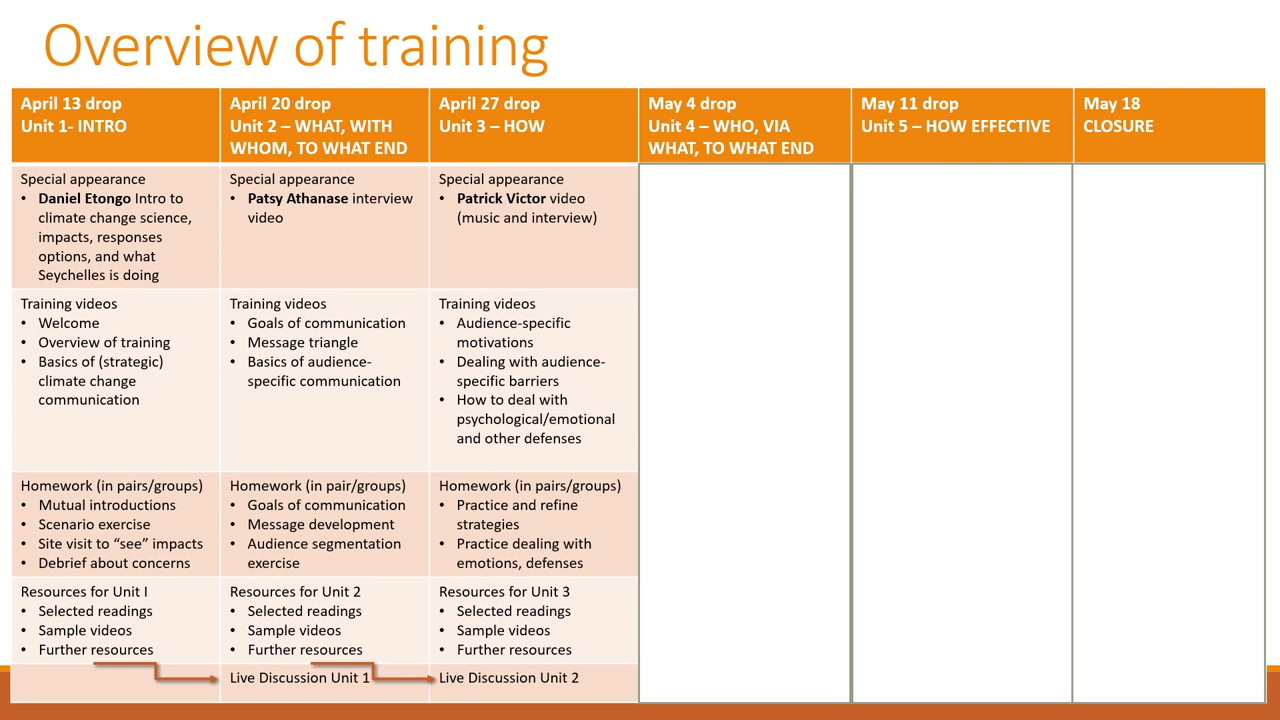 Overview of training
April 13 drop
Unit 1- INTRO
April 20 drop
Unit 2 – WHAT, WITH
WHOM, TO WHAT END
April 27 drop
Unit 3 – HOW
May 4 drop
Unit 4 – WHO, VIA
WHAT, TO WHAT END
May 11 drop
Unit 5 – HOW EFFECTIVE
May 18
CLOSURE
Special appearance
• Daniel Etongo Intro to
climate change science,
impacts, responses
options, and what
Seychelles is doing
Special appearance
• Patsy Athanase interview
video
Special appearance
• Patrick Victor video
(music and interview)
Training videos
• Welcome
• Overview of training
• Basics of (strategic)
climate change
communication
Training videos
• Goals of communication
• Message triangle
• Basics of audience-
specific communication
Training videos
• Audience-specific
motivations
• Dealing with audience-
specific barriers
• How to deal with
psychological/emotional
and other defenses
Homework (in pairs/groups)
• Mutual introductions
• Scenario exercise
• Site visit to “see” impacts
• Debrief about concerns
Homework (in pair/groups)
• Goals of communication
• Message development
• Audience segmentation
exercise
Homework (in pairs/groups)
• Practice and refine
strategies
• Practice dealing with
emotions, defenses
Resources for Unit I
• Selected readings
• Sample videos
• Further resources
Resources for Unit 2
• Selected readings
• Sample videos
• Further resources
Resources for Unit 3
• Selected readings
• Sample videos
• Further resources
Live Discussion Unit 1
Live Discussion Unit 2